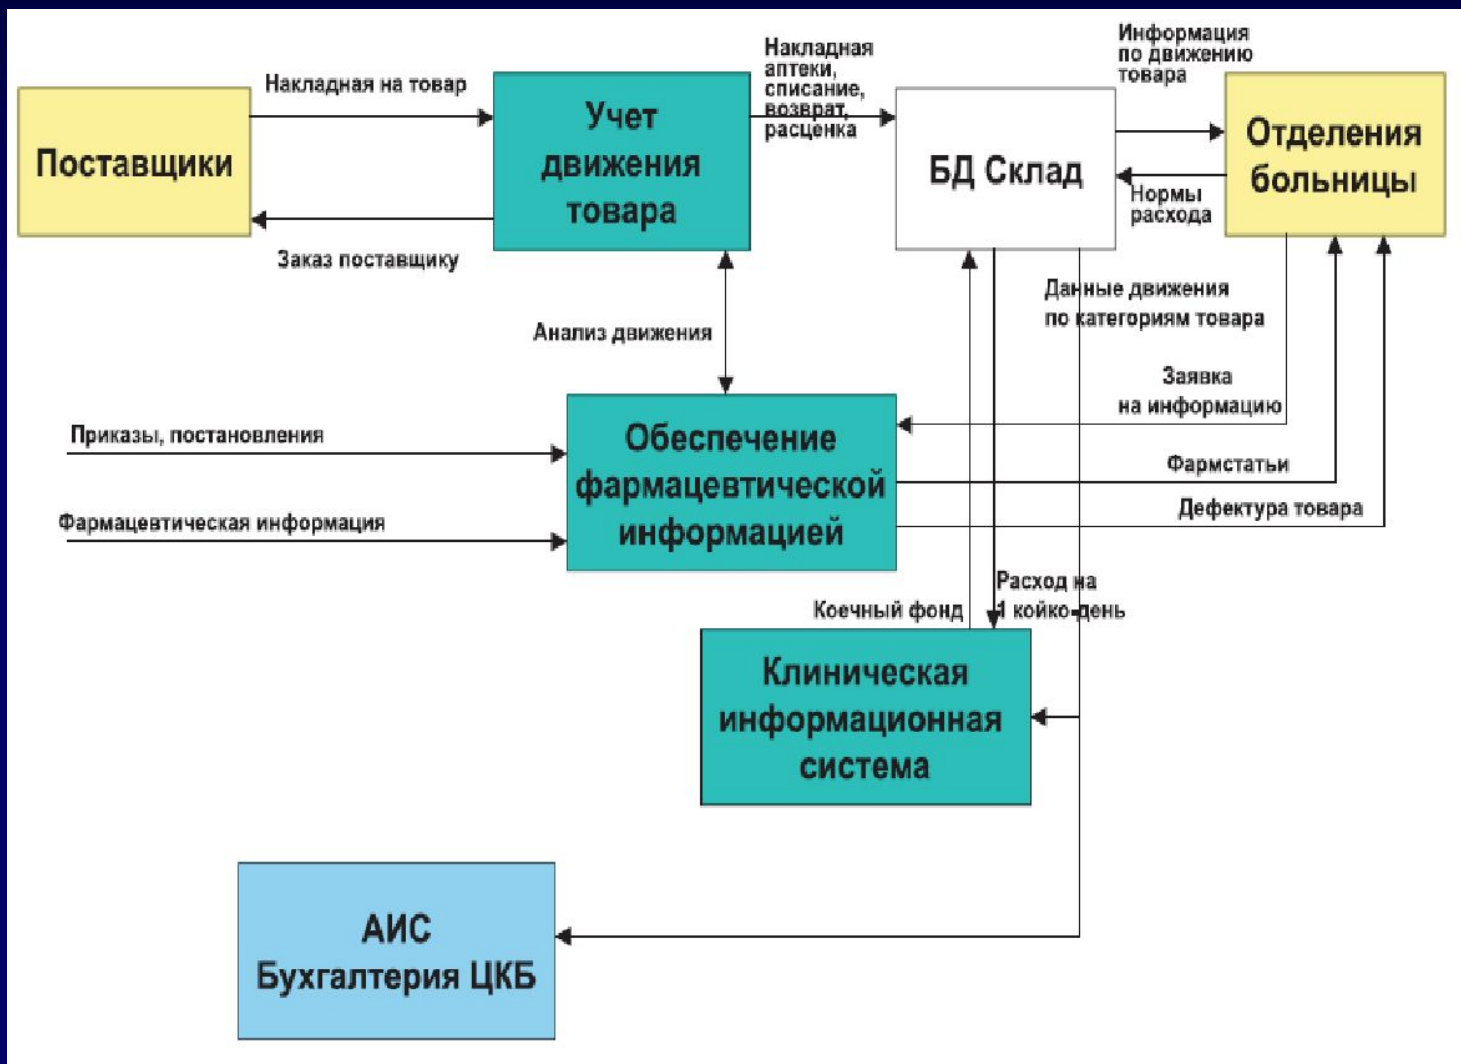 Поставщики
Накладная на товар
Заказ поставщику
Учет
движения
товара
Накладная
аптеки,
списание,
возврат,
расценка
БД Склад
Информация
по движению
товара
Нормы
расхода
Отделения
больницы
Анализ движения
Данные движения
по категориям товара
Заявка
на информацию
Приказы, постановления
Фармацевтическая информация
Обеспечение
фармацевтической
информацией
Фармстатьи
Дефектура товара
Коечный фонд
Расход на
1 койко-день
Клиническая
информационная
система
АИС
Бухгалтерия ЦКБ